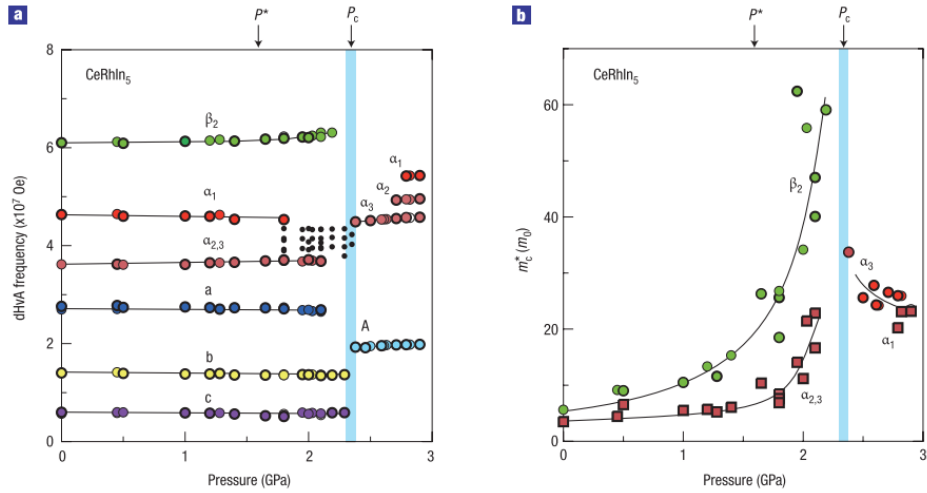 a
P*
Pc
8
CeRhIn₅
β₂
6
α₁
α₂
α₁
α₃
4
α₂,₃
a
A
2
b
c
0
0
1
2
3
dHvA frequency (x10⁷ Oe)
Pressure (GPa)
b
P*
Pc
CeRhIn₅
60
β₂
40
α₃
20
α₁
α₂,₃
0
0
1
2
3
m*c (m₀)
Pressure (GPa)